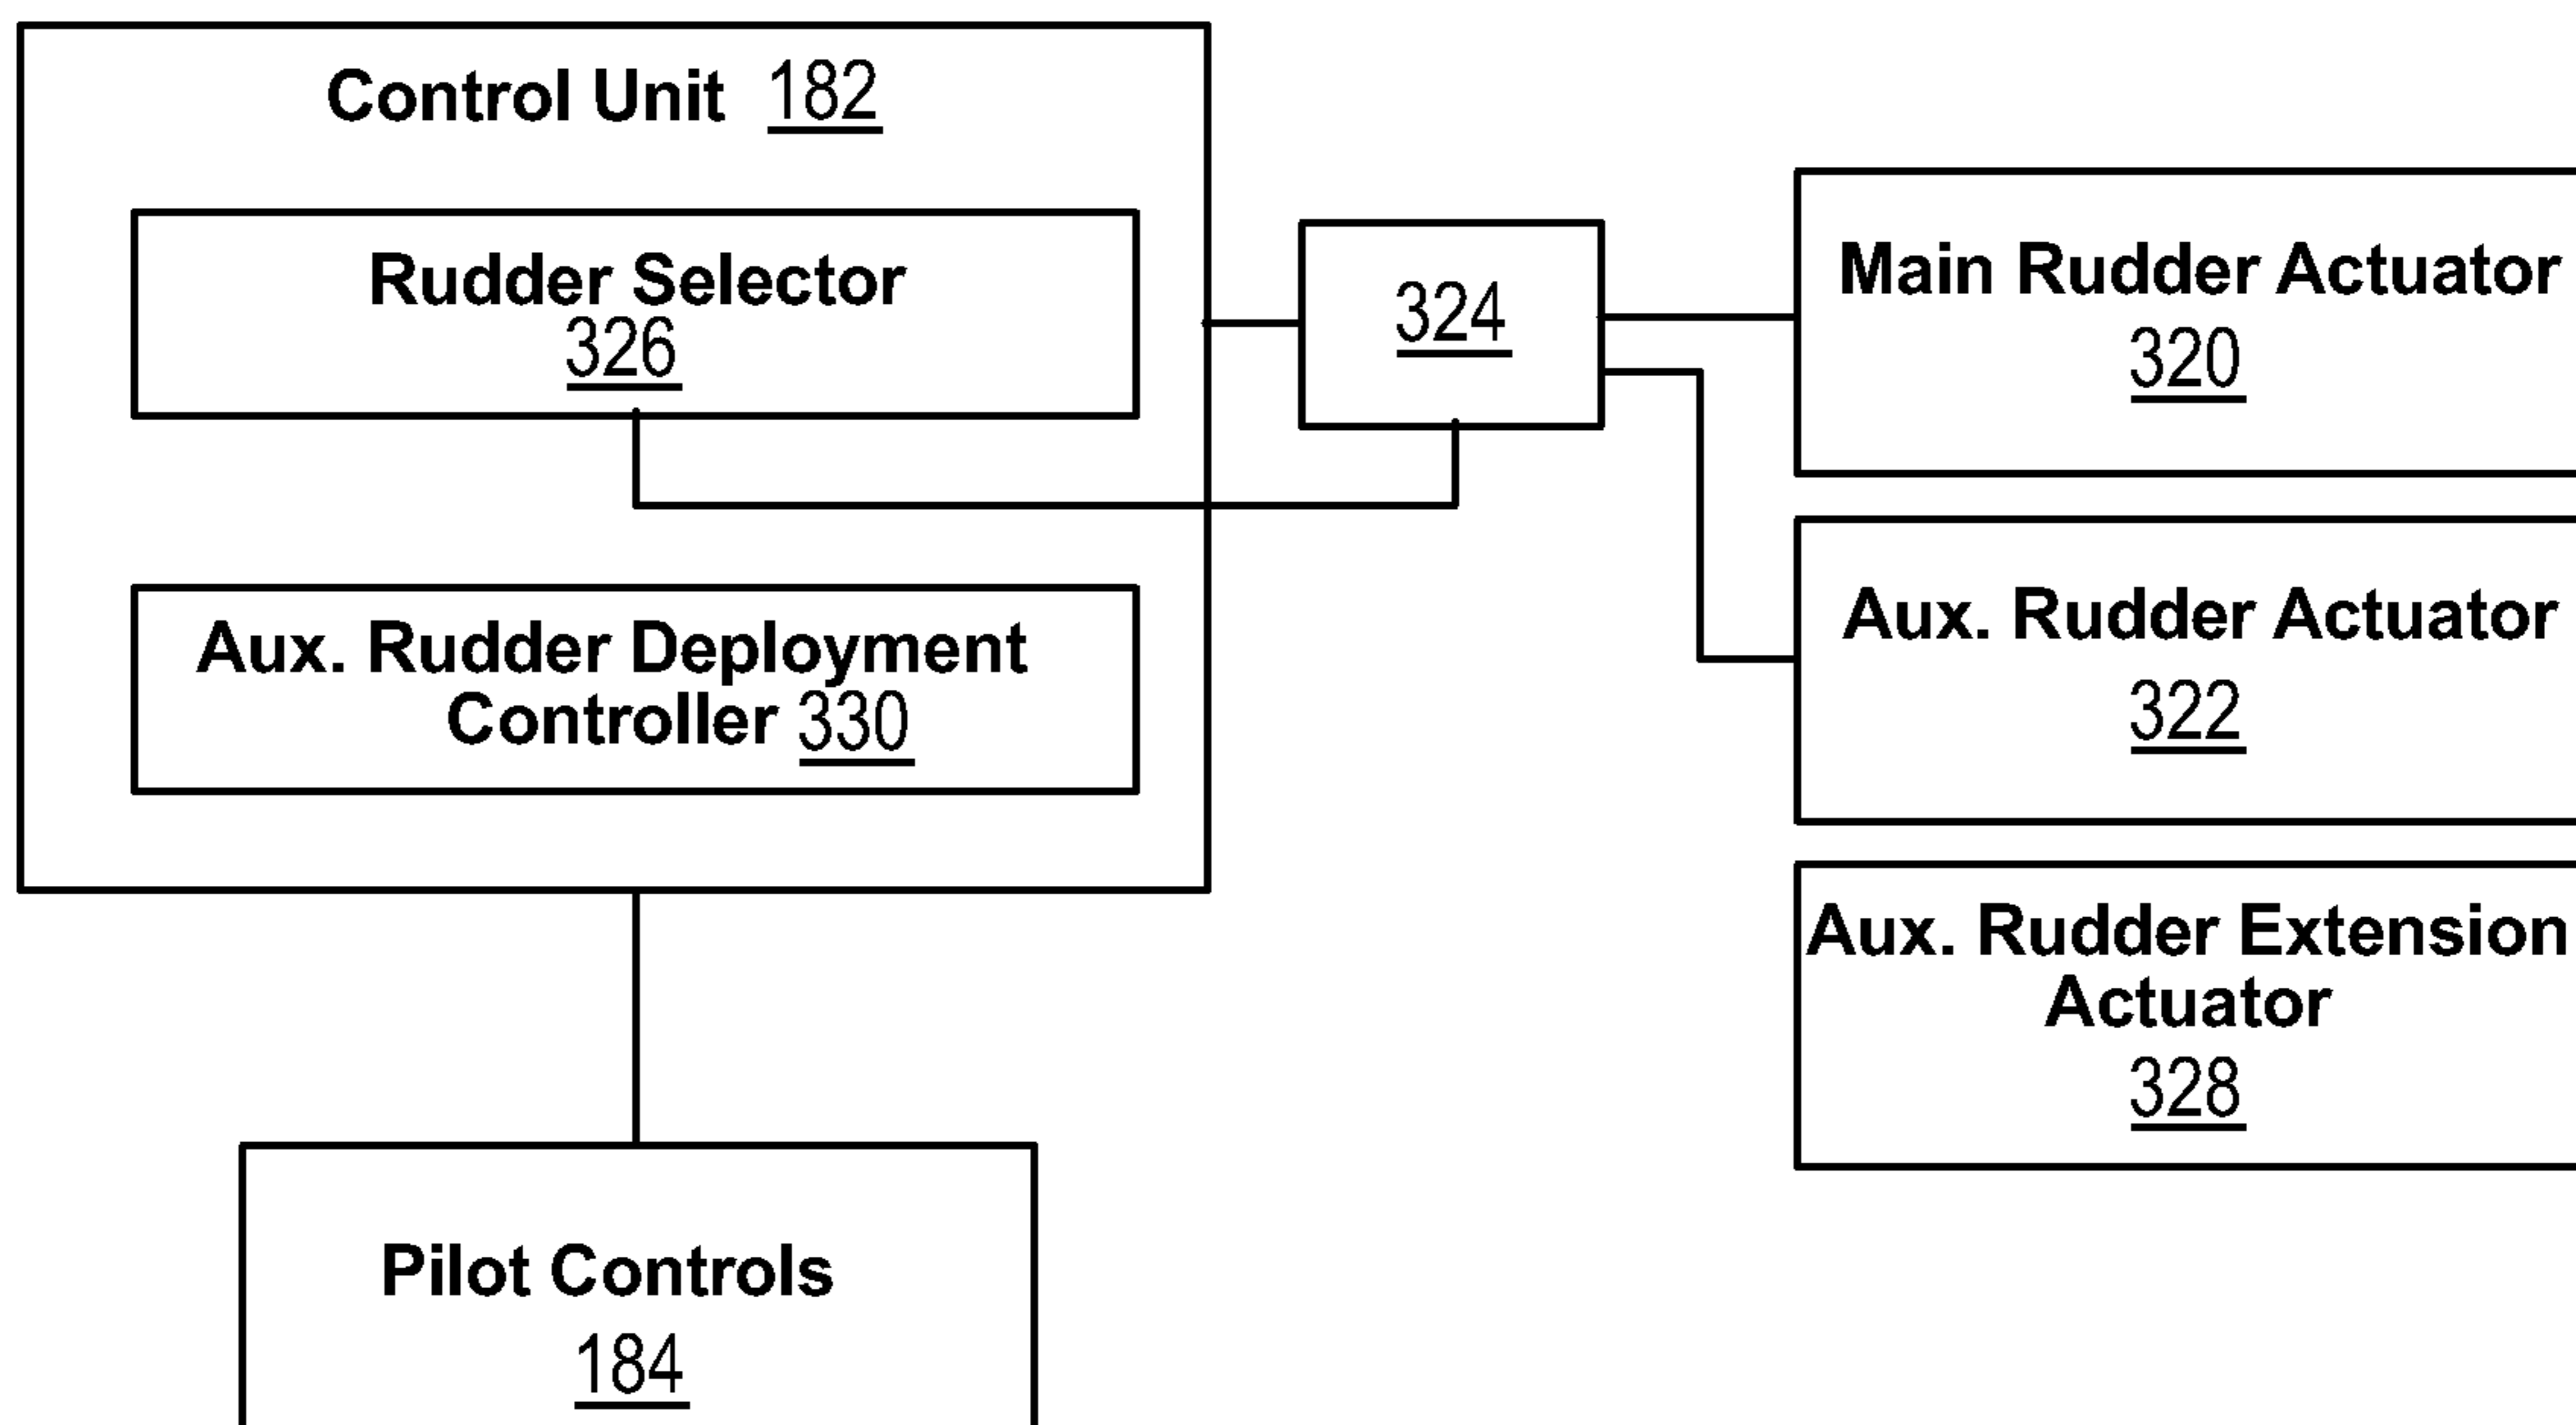 Control Unit 182
Rudder Selector
326
Aux. Rudder Deployment
Controller 330
324
Main Rudder Actuator
320
Aux. Rudder Actuator
322
Aux. Rudder Extension
Actuator
328
Pilot Controls
184